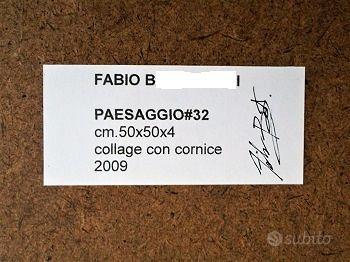 FABIO B I
PAESAGGIO#32
cm.50x50x4
collage con cornice
2009
subito